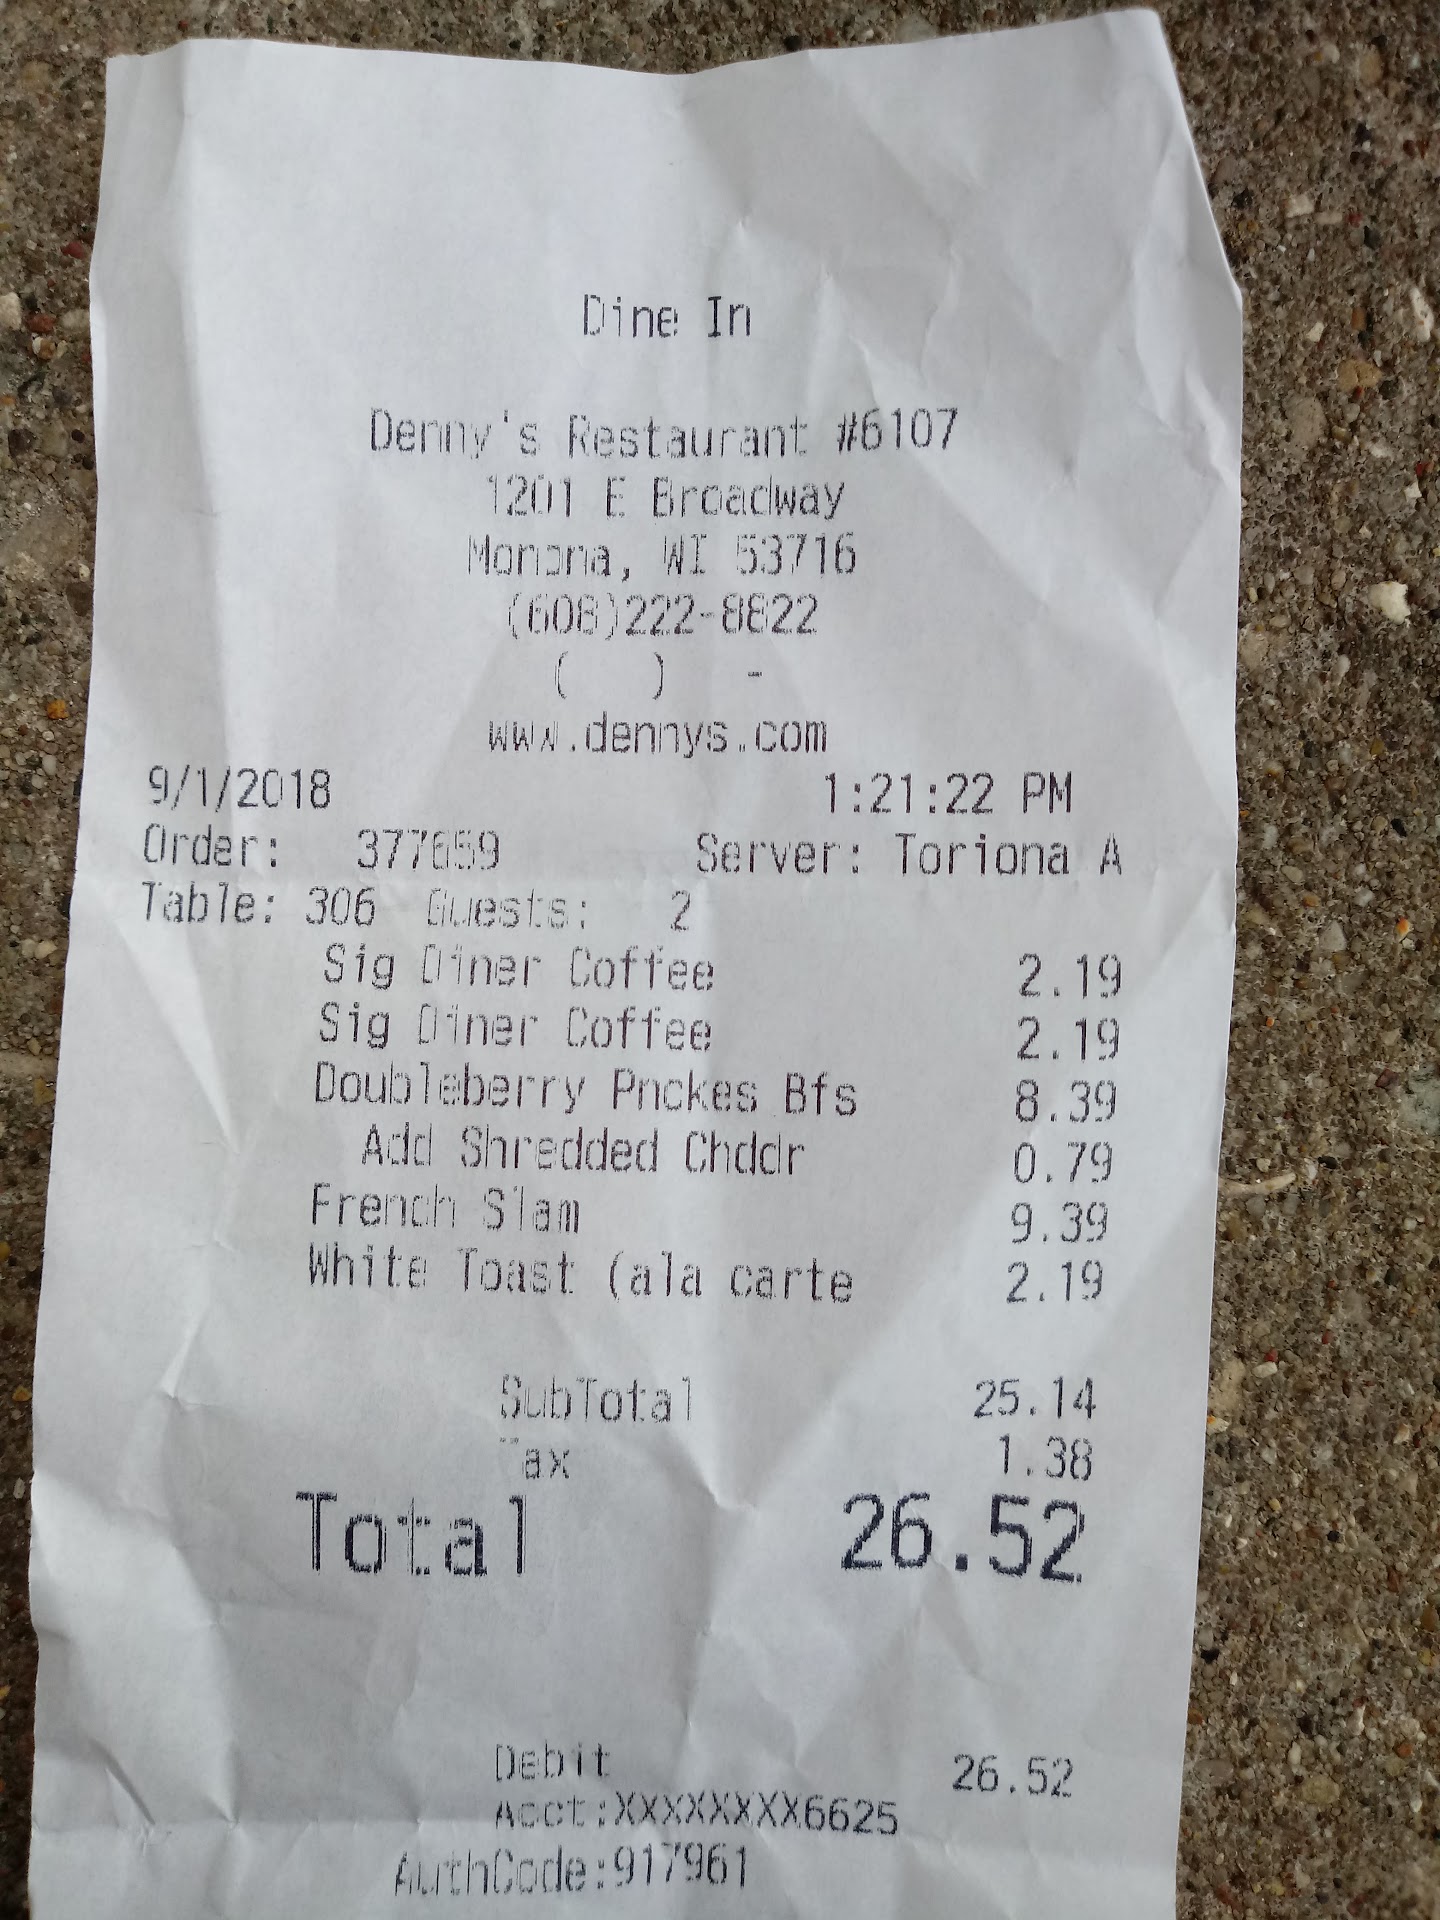 Dine In
Denny's Restaurant #6107
1201 E Broadway
Monona, WI 53716
(608)222-8822
(   )   -
www.dennys.com
9/1/2018 1:21:22 PM
Order: 377659 Server: Toriona A
Table: 306 Guests: 2
Sig Diner Coffee 2.19
Sig Diner Coffee 2.19
Doubleberry Pnckes Bfs 8.39
Add Shredded Chddr 0.79
French Slam 9.39
White Toast (ala carte 2.19
SubTotal 25.14
Tax 1.38
Total 26.52
Debit 26.52
Acct:XXXXXXXX6625
AuthCode:917961